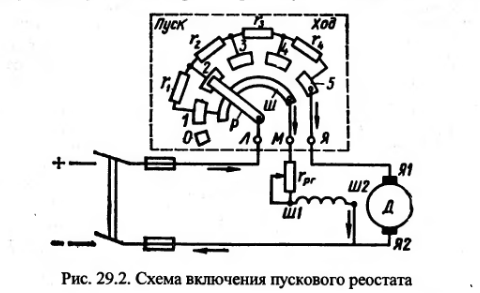 Пуск Ход
r₁ r₂ r₃ r₄
0 1 2 3 4 5
Р Ш
Л М Я
+
rрг
Ш1 Ш2
Я1
Д
Я2
−
Рис. 29.2. Схема включения пускового реостата